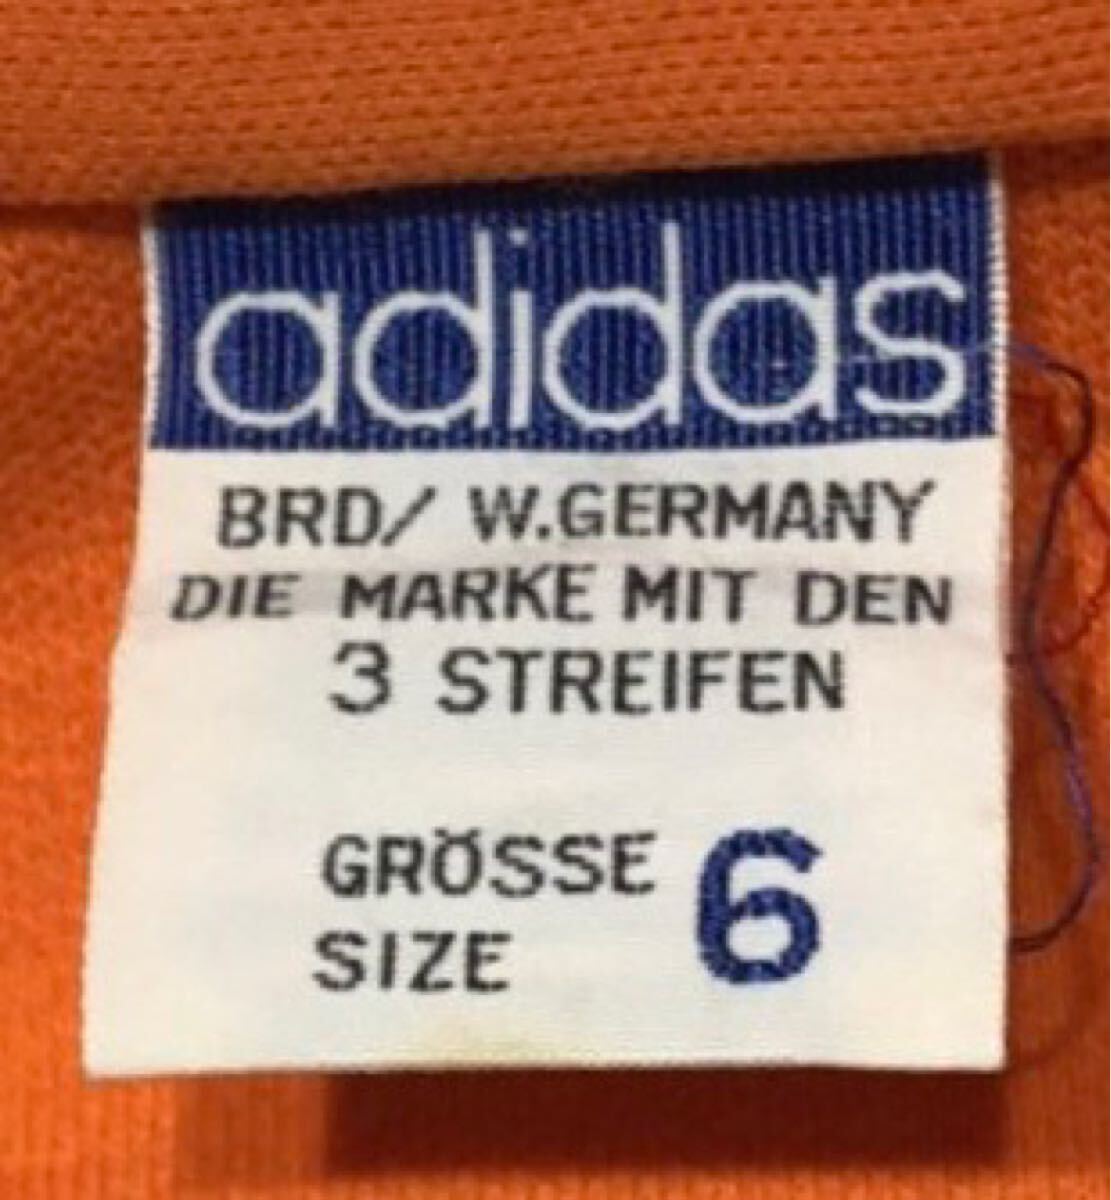 adidas
BRD/ W.GERMANY
DIE MARKE MIT DEN
3 STREIFEN
GRÖSSE 6
SIZE